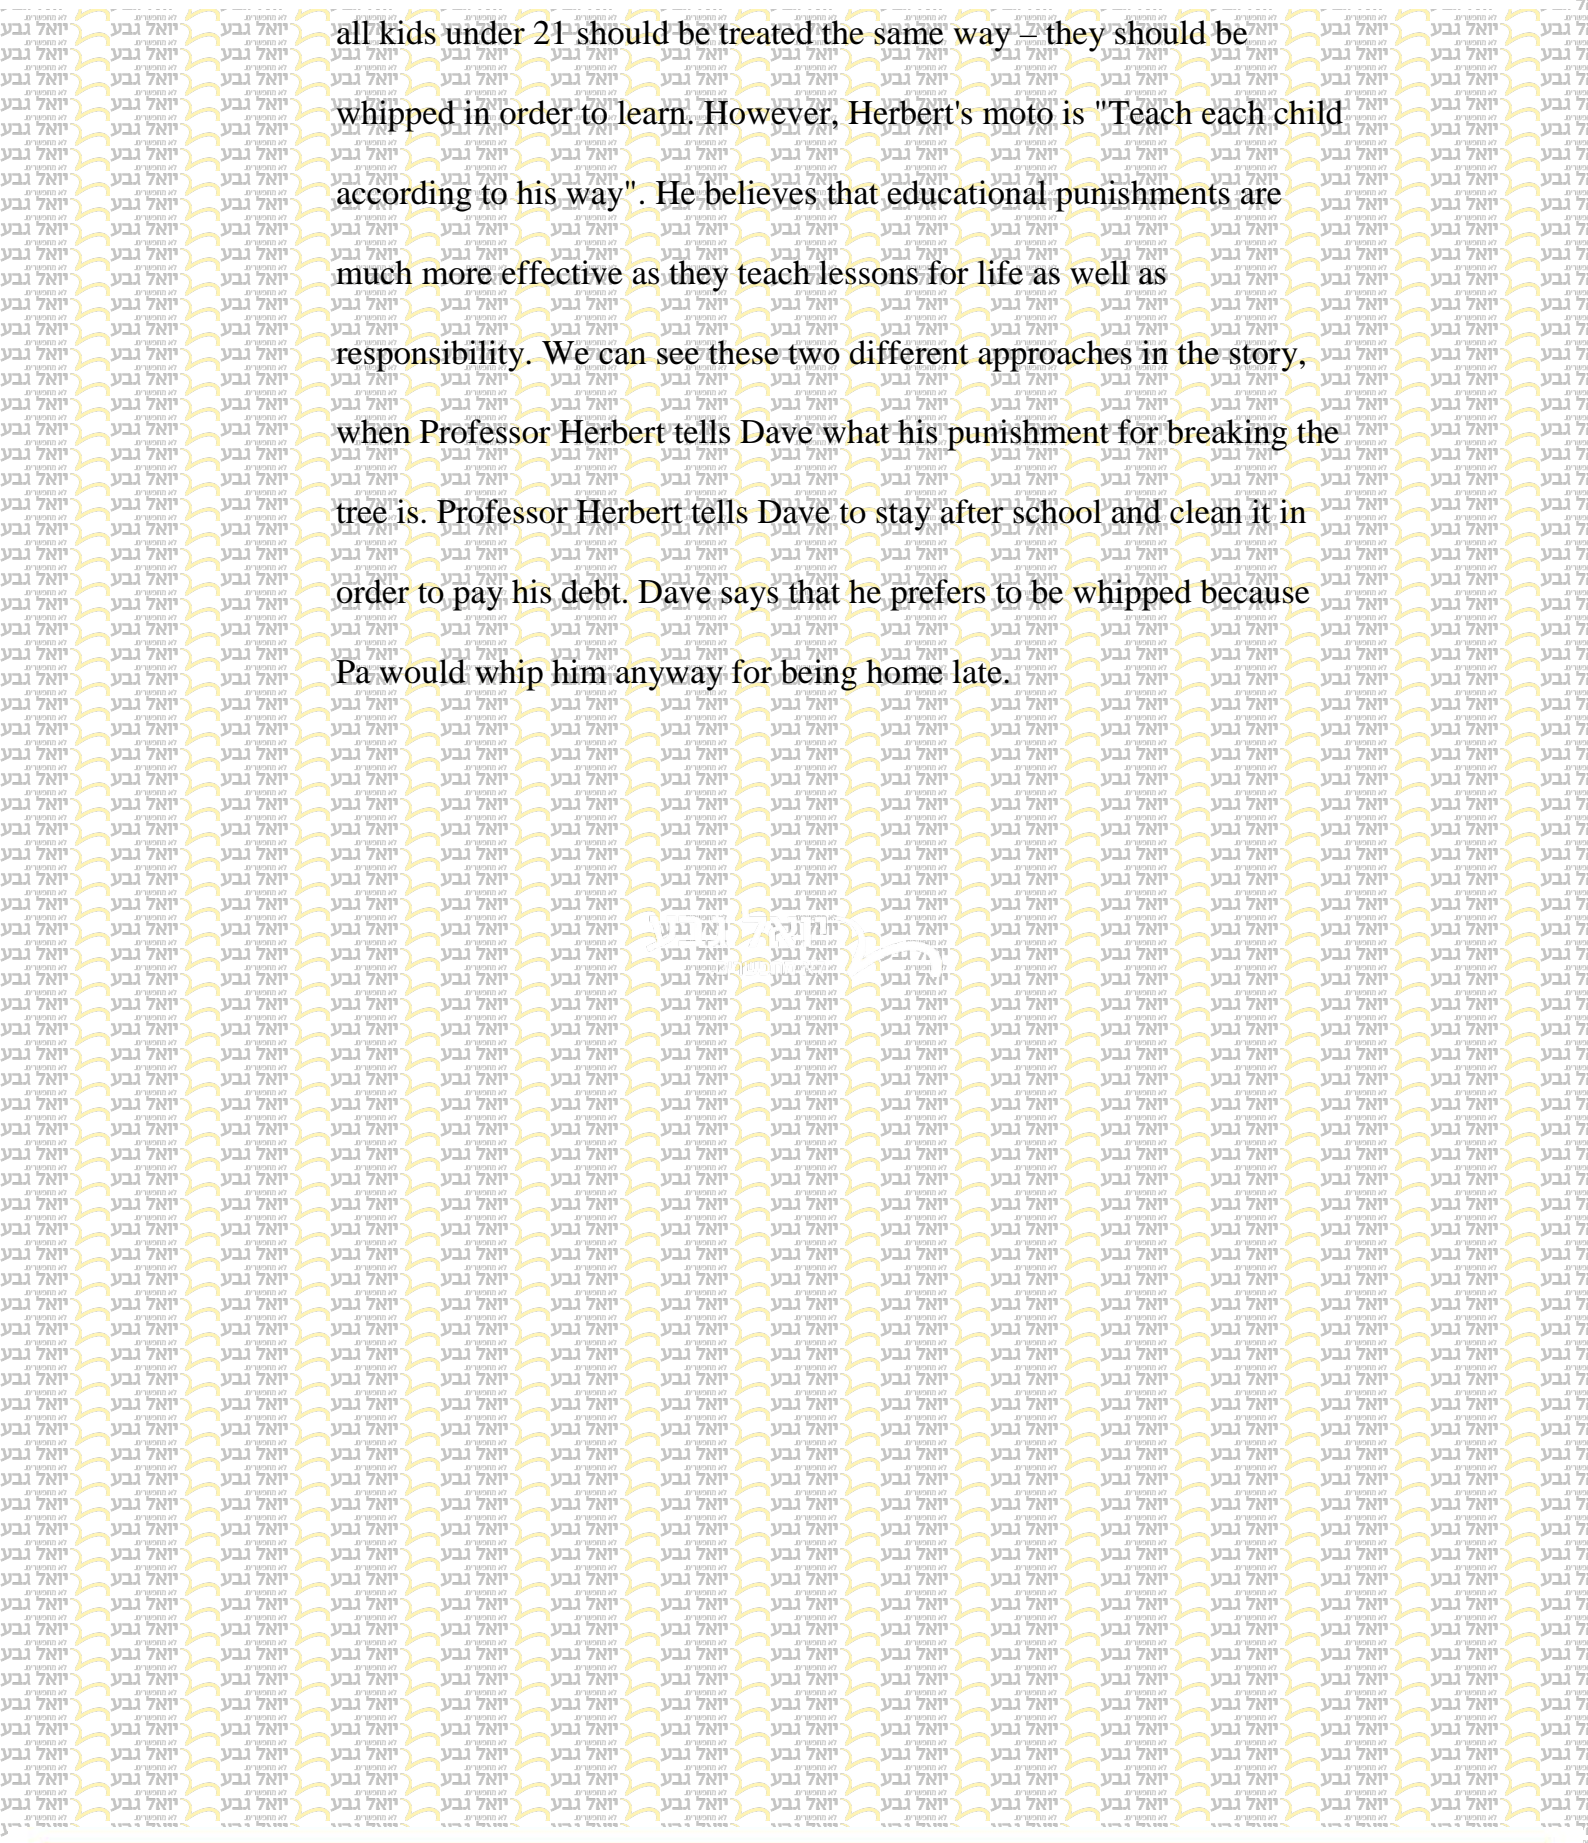 all kids under 21 should be treated the same way – they should be
whipped in order to learn. However, Herbert's moto is "Teach each child
according to his way". He believes that educational punishments are
much more effective as they teach lessons for life as well as
responsibility. We can see these two different approaches in the story,
when Professor Herbert tells Dave what his punishment for breaking the
tree is. Professor Herbert tells Dave to stay after school and clean it in
order to pay his debt. Dave says that he prefers to be whipped because
Pa would whip him anyway for being home late.
יואל גבע
לא מתפשרים